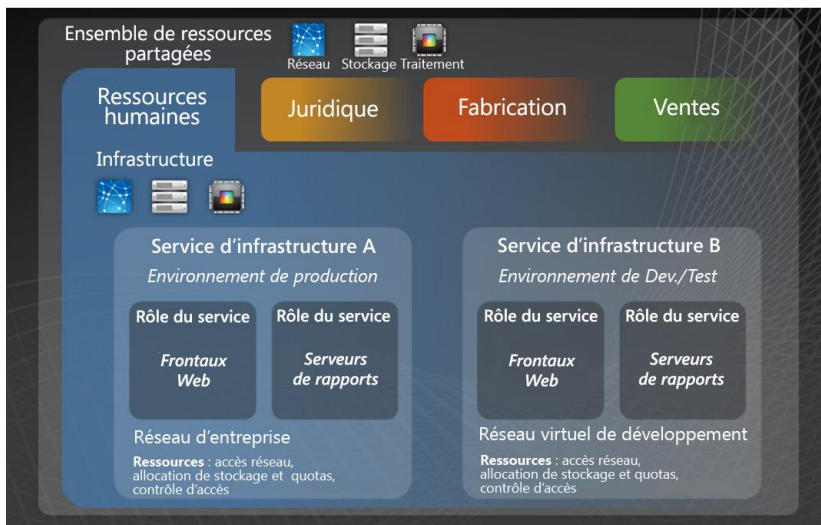 Ensemble de ressources
partagées
Réseau Stockage Traitement
Ressources
humaines
Juridique
Fabrication
Ventes
Infrastructure
Service d'infrastructure A
Environnement de production
Rôle du service
Frontaux
Web
Rôle du service
Serveurs
de rapports
Réseau d'entreprise
Ressources : accès réseau,
allocation de stockage et quotas,
contrôle d'accès
Service d'infrastructure B
Environnement de Dev./Test
Rôle du service
Frontaux
Web
Rôle du service
Serveurs
de rapports
Réseau virtuel de développement
Ressources : accès réseau,
allocation de stockage et quotas,
contrôle d'accès